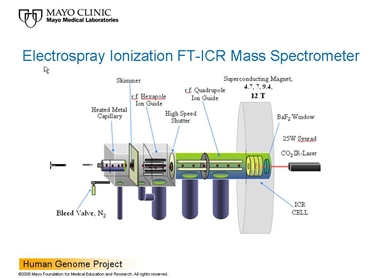 MAYO CLINIC
Mayo Medical Laboratories
Electrospray Ionization FT-ICR Mass Spectrometer
Skimmer
r.f. Hexapole
Ion Guide
r.f. Quadrupole
Ion Guide
Superconducting Magnet,
4.7, 7, 9.4,
12 T
Heated Metal
Capillary
High Speed
Shutter
BaF2 Window
25W Synrad
CO2 IR-Laser
ICR
CELL
Bleed Valve, N2
Human Genome Project
©2008 Mayo Foundation for Medical Education and Research. All rights reserved.